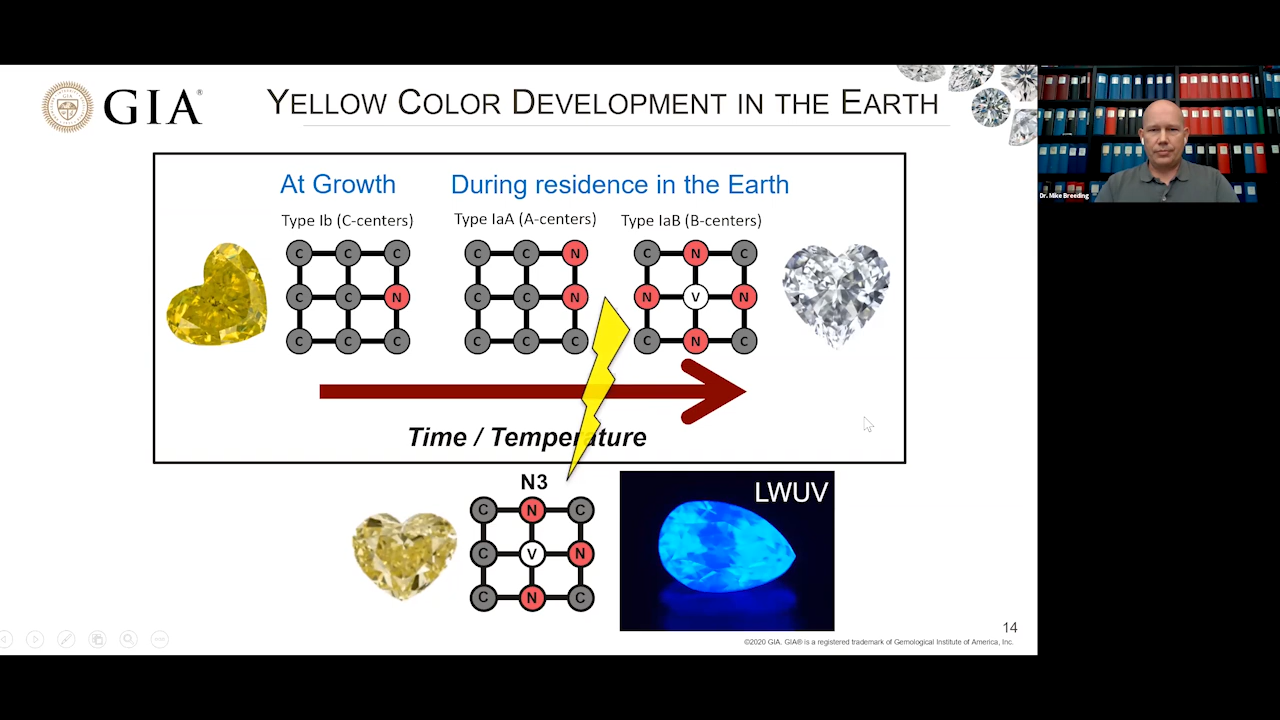 GIA®
YELLOW COLOR DEVELOPMENT IN THE EARTH
At Growth
During residence in the Earth
Type Ib (C-centers)
Type IaA (A-centers)
Type IaB (B-centers)
C C C
C C N
C C C
C C N
C C N
C C C
C N C
N V N
C N C
Time / Temperature
N3
C N C
C V N
C N C
LWUV
14
©2020 GIA. GIA® is a registered trademark of Gemological Institute of America, Inc.
Dr. Mike Breeding